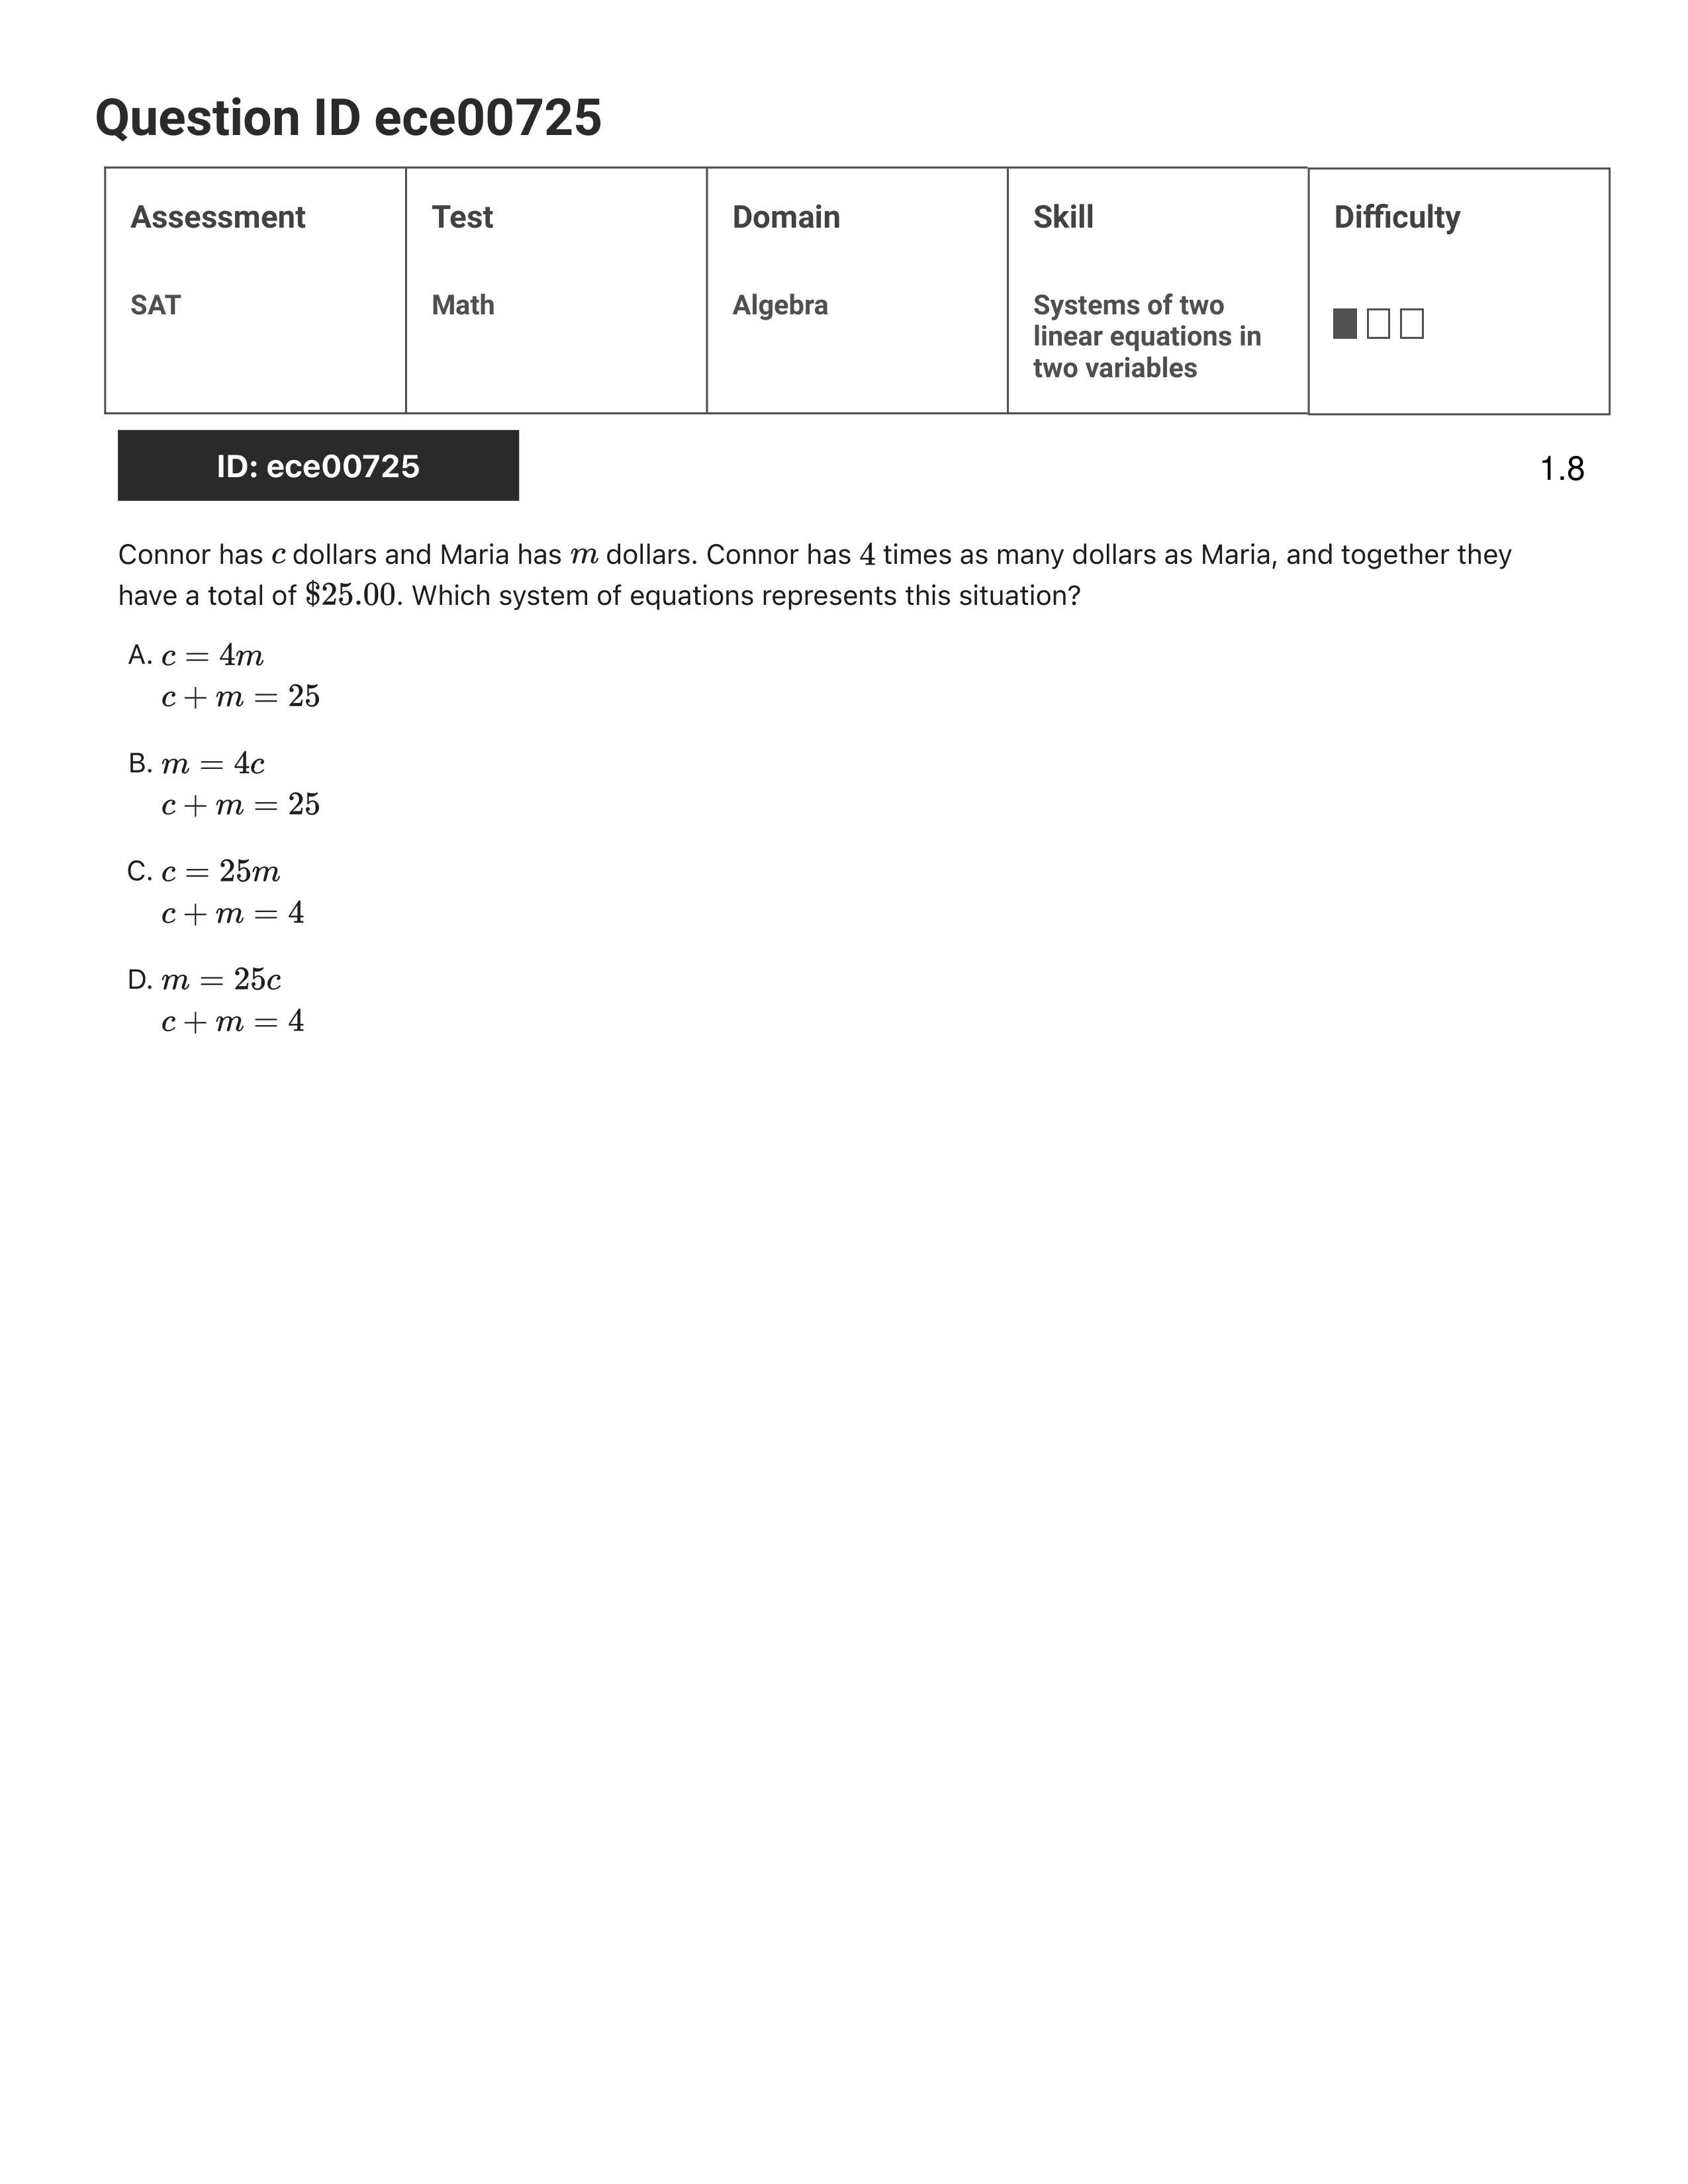 Question ID ece00725
Assessment
SAT
Test
Math
Domain
Algebra
Skill
Systems of two
linear equations in
two variables
Difficulty
ID: ece00725
1.8
Connor has c dollars and Maria has m dollars. Connor has 4 times as many dollars as Maria, and together they
have a total of $25.00. Which system of equations represents this situation?
A. c = 4m
c + m = 25
B. m = 4c
c + m = 25
C. c = 25m
c + m = 4
D. m = 25c
c + m = 4